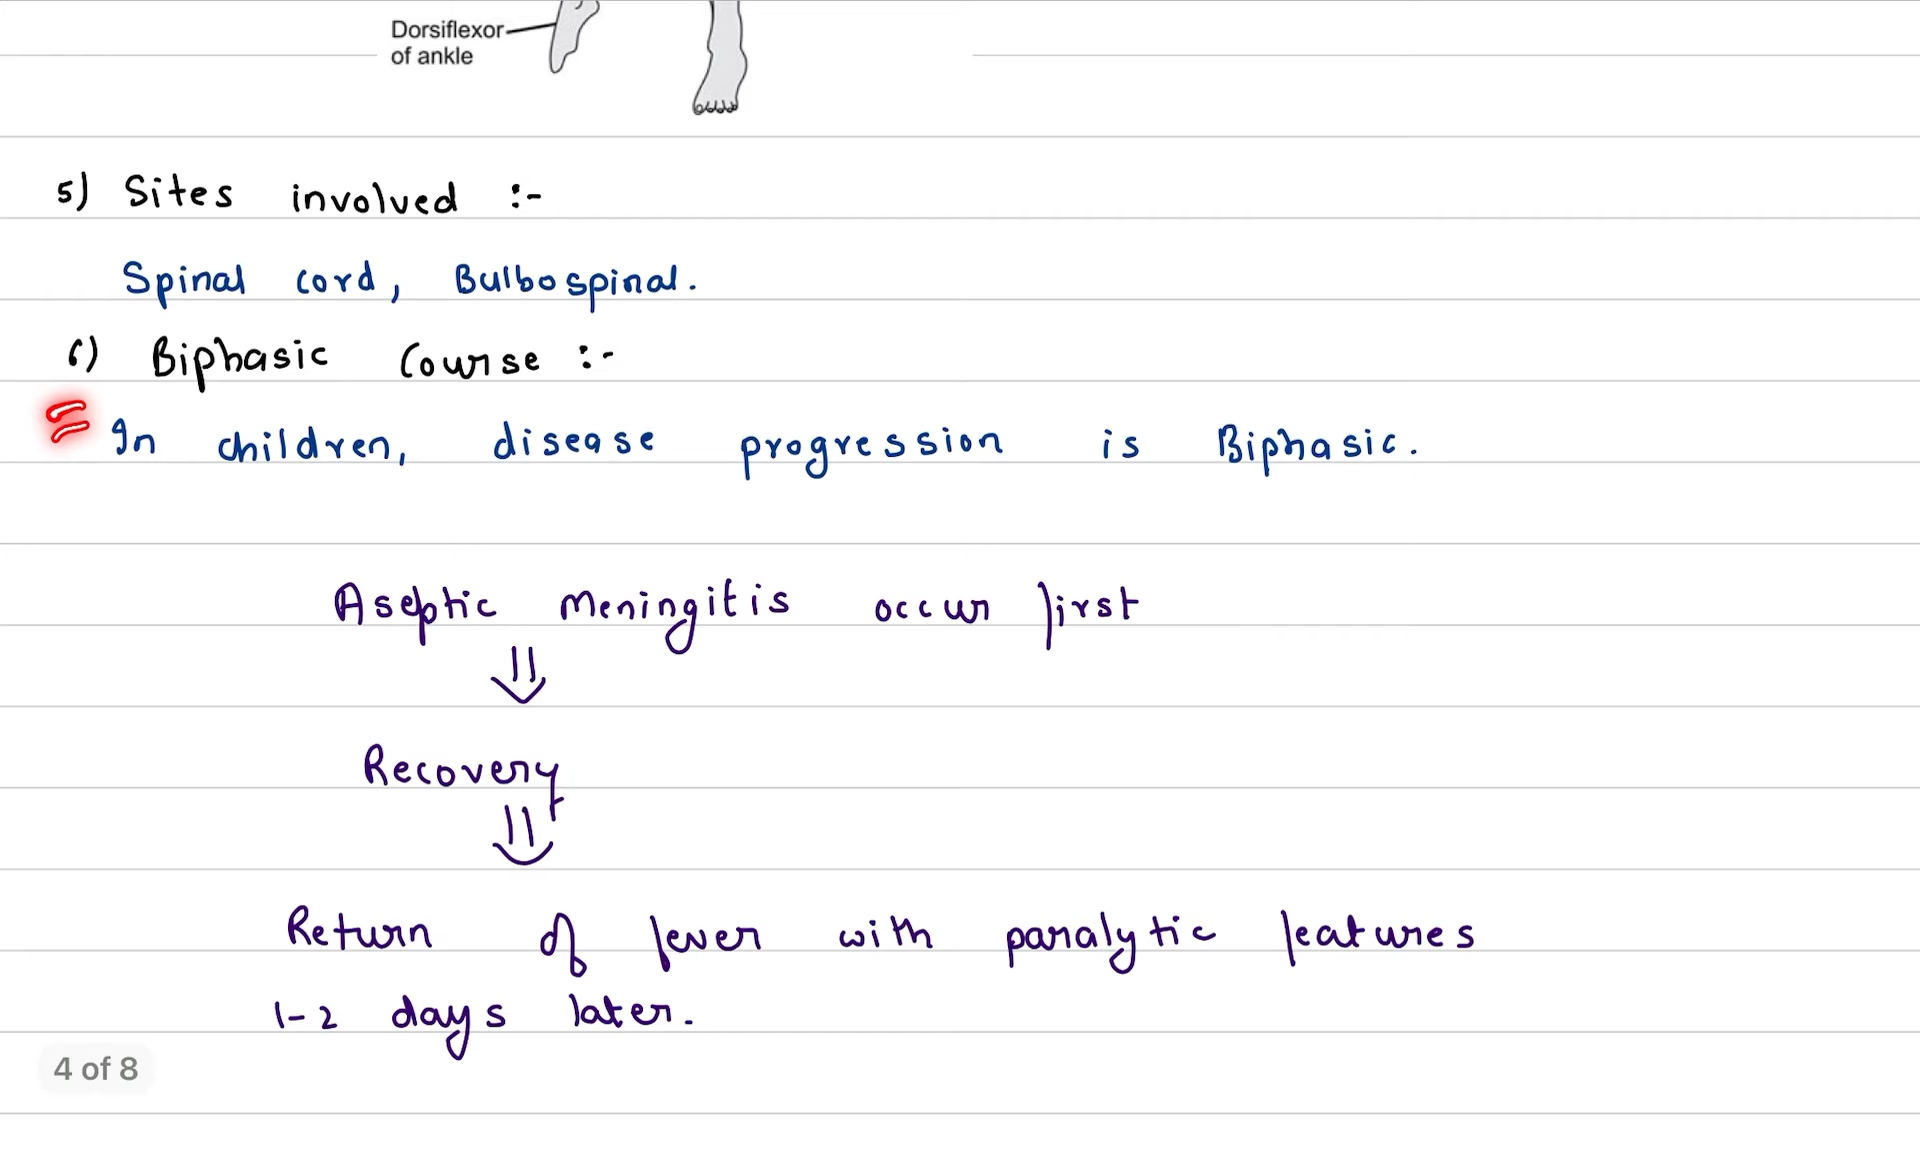 Dorsiflexor
of ankle
5) Sites involved :-
Spinal cord, Bulbospinal.
6) Biphasic Course :-
In children, disease progression is Biphasic.
Aseptic Meningitis occur first
Recovery
Return of fever with paralytic features
1-2 days later.
4 of 8